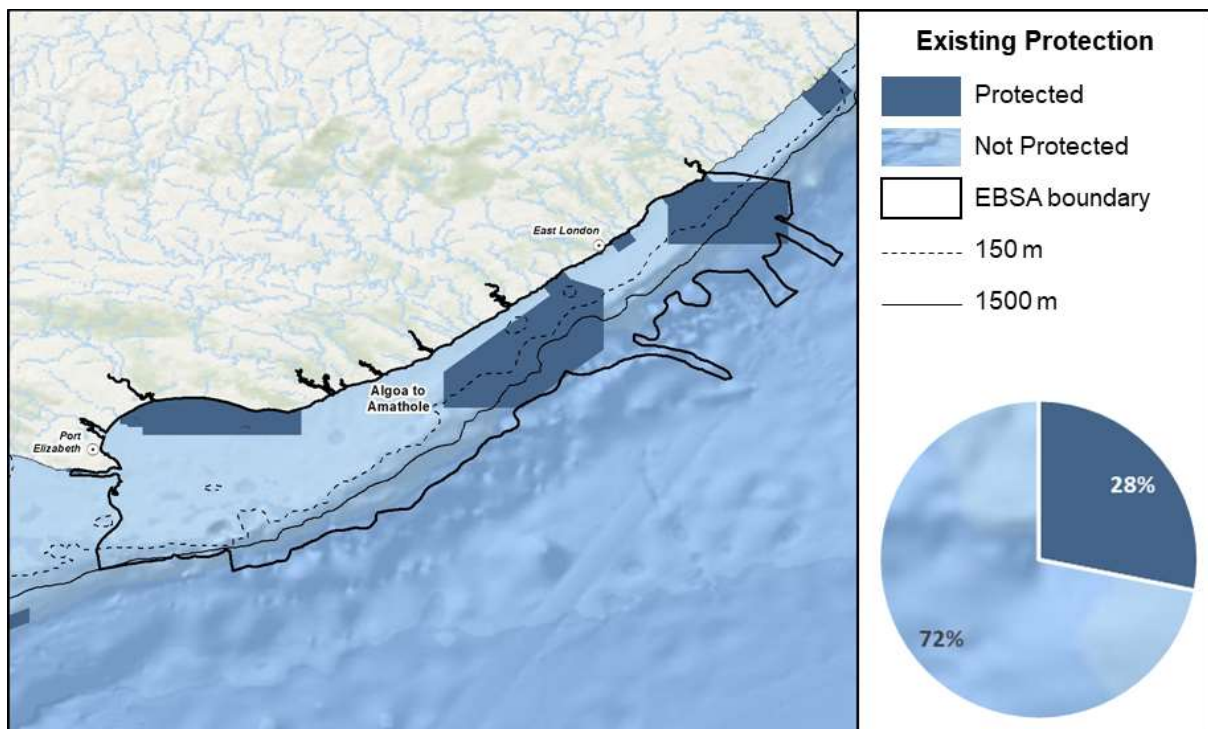 East London
Algoa to
Amathole
Port
Elizabeth
Existing Protection
Protected
Not Protected
EBSA boundary
150 m
1500 m
28%
72%